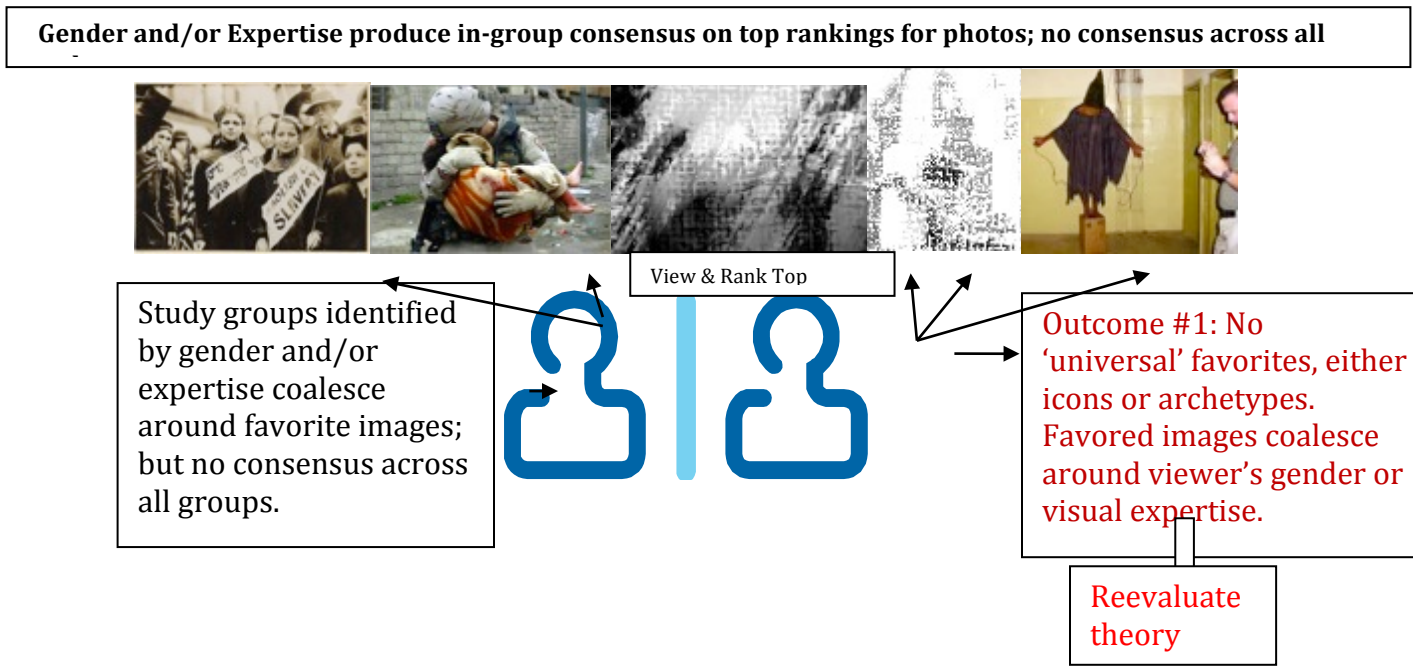 Gender and/or Expertise produce in-group consensus on top rankings for photos; no consensus across all
SLAVERY
View & Rank Top
Study groups identified
by gender and/or
expertise coalesce
around favorite images;
but no consensus across
all groups.
Outcome #1: No
‘universal’ favorites, either
icons or archetypes.
Favored images coalesce
around viewer’s gender or
visual expertise.
Reevaluate
theory